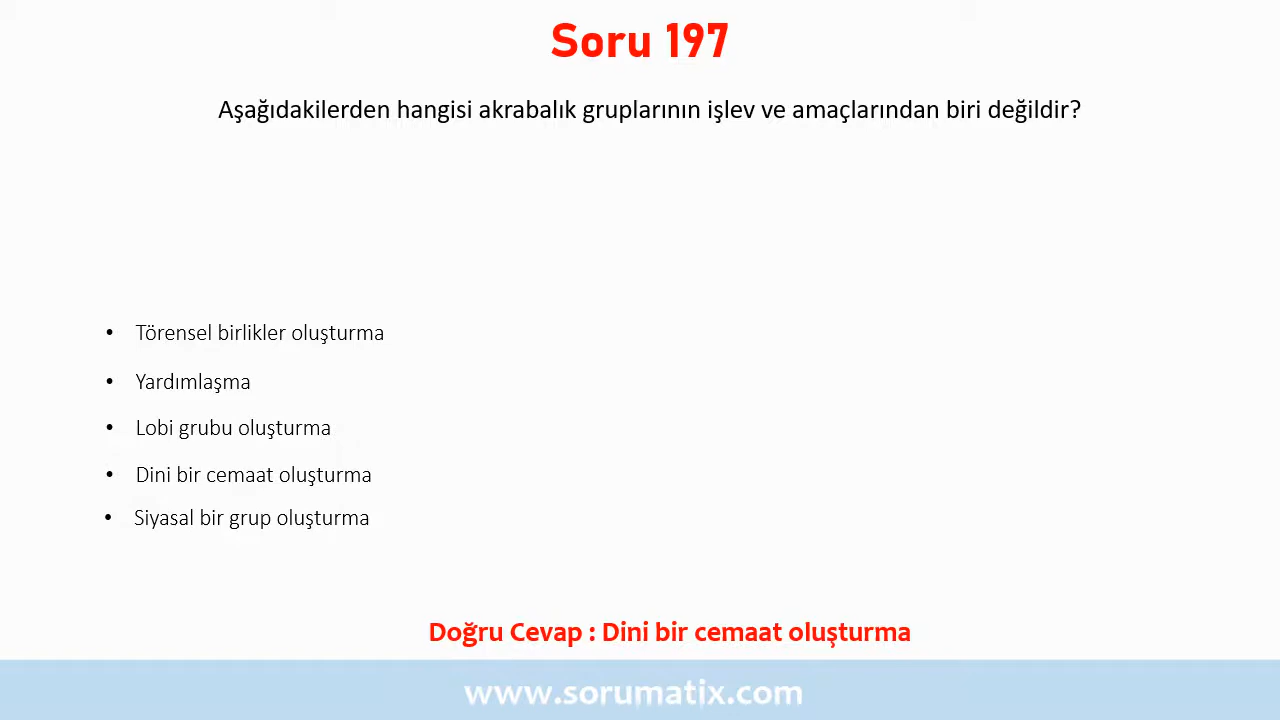 Soru 197
Aşağıdakilerden hangisi akrabalık gruplarının işlev ve amaçlarından biri değildir?
• Törensel birlikler oluşturma
• Yardımlaşma
• Lobi grubu oluşturma
• Dini bir cemaat oluşturma
• Siyasal bir grup oluşturma
Doğru Cevap : Dini bir cemaat oluşturma
www.sorumatix.com